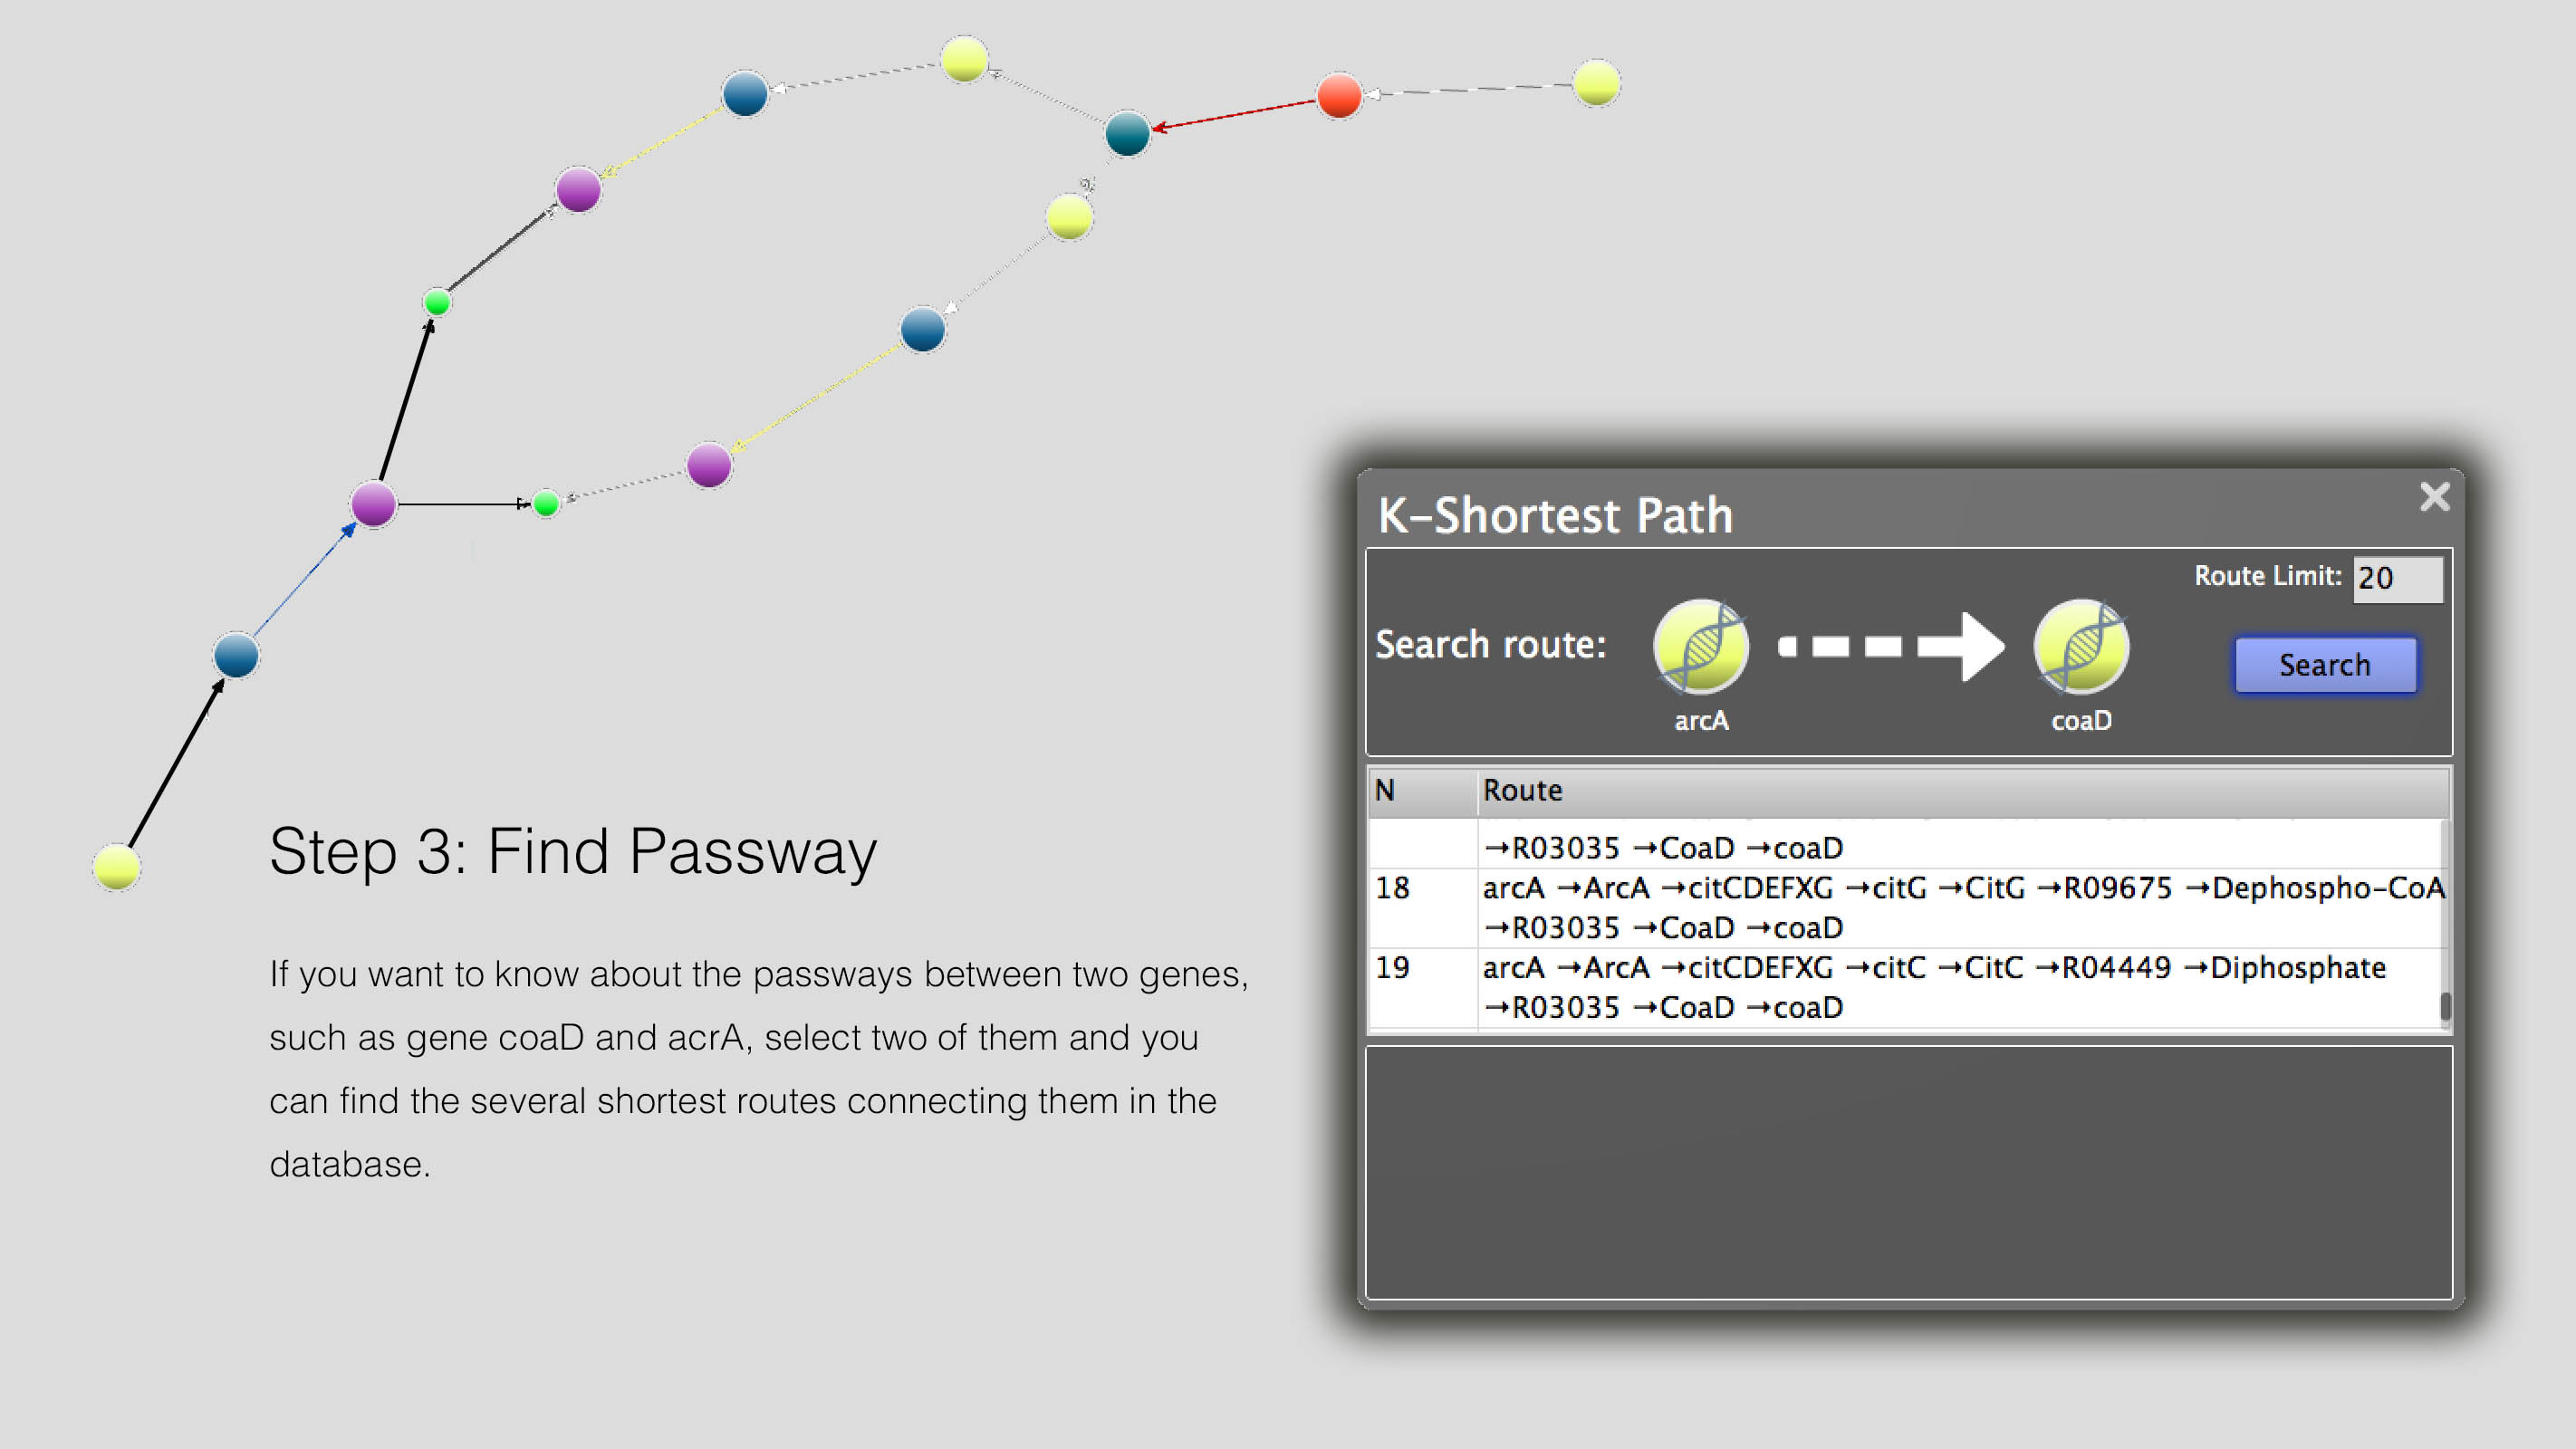 Step 3: Find Passway
If you want to know about the passways between two genes,
such as gene coaD and acrA, select two of them and you
can find the several shortest routes connecting them in the
database.
K-Shortest Path
Route Limit: 20
Search route:
Search
arcA
coaD
N Route
→R03035 →CoaD →coaD
18 arcA →ArcA →citCDEFXG →citG →CitG →R09675 →Dephospho-CoA
→R03035 →CoaD →coaD
19 arcA →ArcA →citCDEFXG →citC →CitC →R04449 →Diphosphate
→R03035 →CoaD →coaD